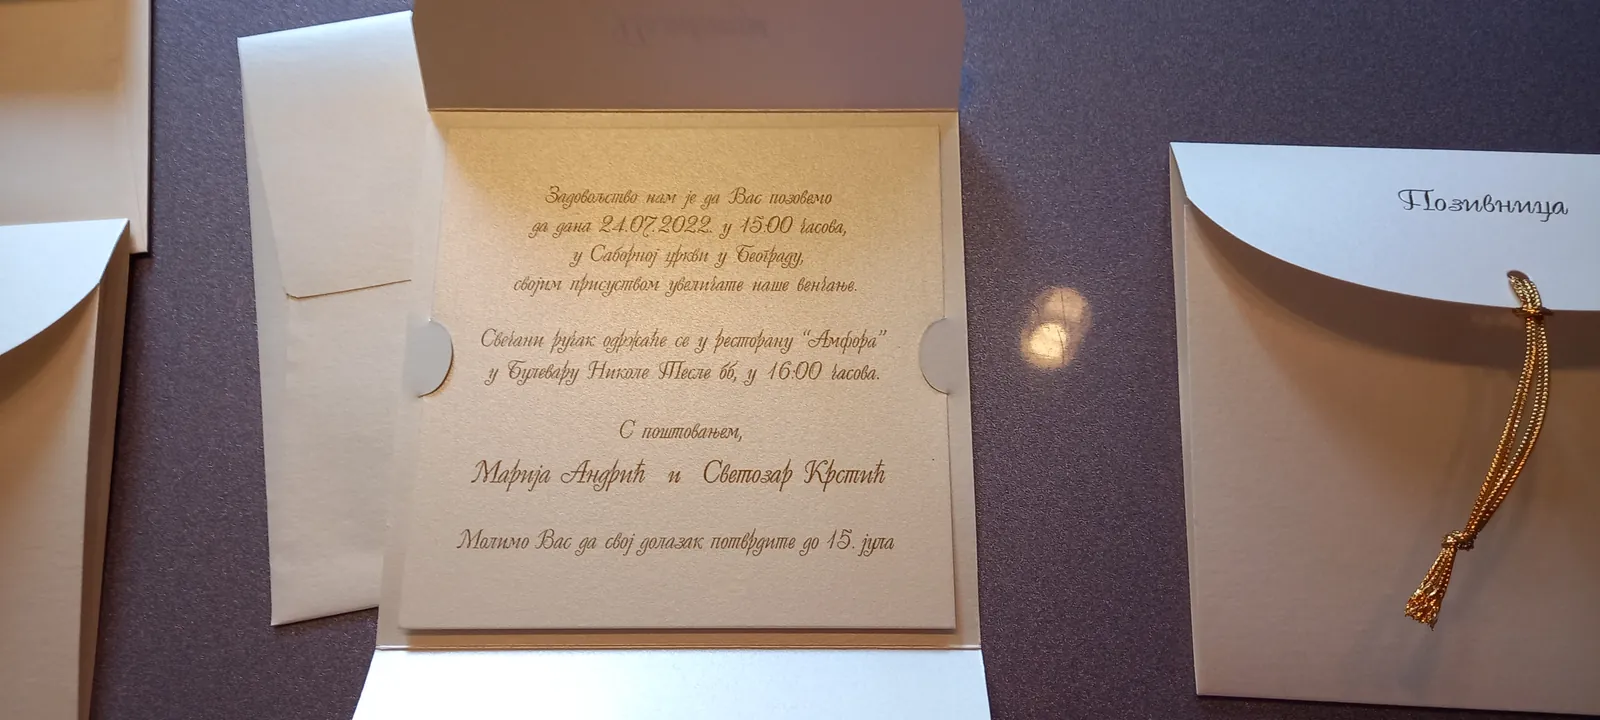 Задовољство нам је да Вас позовемо
да дана 24.07.2022. у 15:00 часова,
у Саборној цркви у Београду,
својим присуством увеличате наше венчање.
Свечани ручак одржаће се у ресторану “Амфора”
у Булевару Николе Тесле бб, у 16:00 часова.
С поштовањем,
Марија Андрић и Светозар Крстић
Молимо Вас да свој долазак потврдите до 15. јула
Позивница